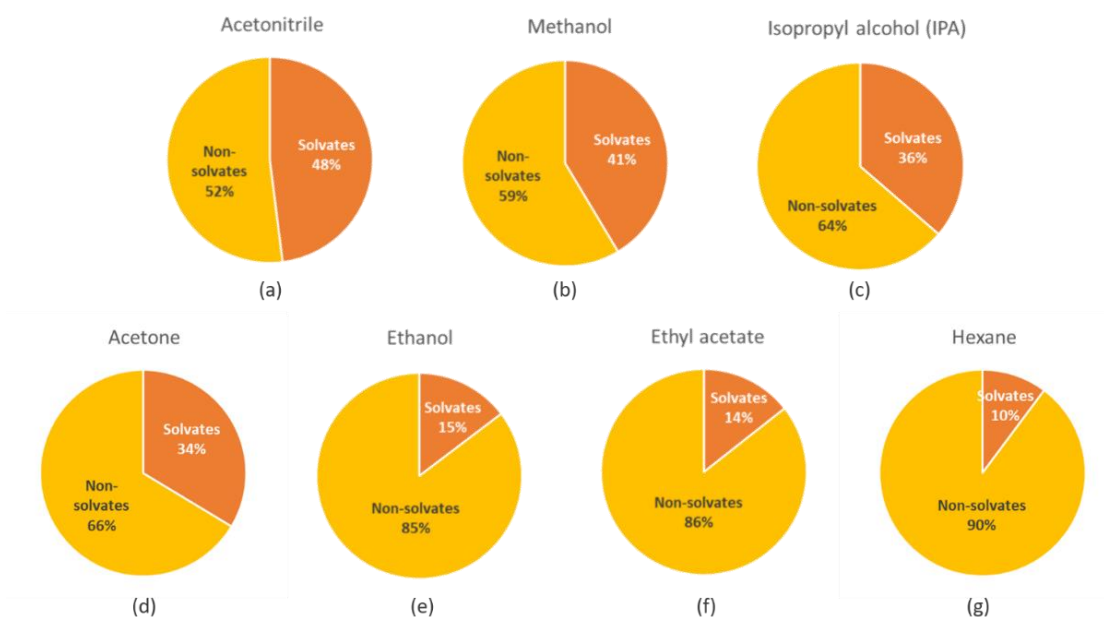 Acetonitrile
Non-
solvates
52%
Solvates
48%
(a)
Methanol
Non-
solvates
59%
Solvates
41%
(b)
Isopropyl alcohol (IPA)
Solvates
36%
Non-solvates
64%
(c)
Acetone
Solvates
34%
Non-
solvates
66%
(d)
Ethanol
Solvates
15%
Non-solvates
85%
(e)
Ethyl acetate
Solvates
14%
Non-solvates
86%
(f)
Hexane
Solvates
10%
Non-solvates
90%
(g)